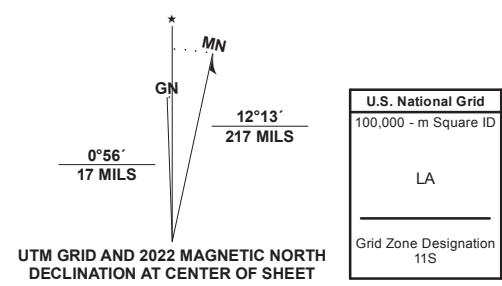 ★
MN
GN
12°13´
217 MILS
0°56´
17 MILS
UTM GRID AND 2022 MAGNETIC NORTH
DECLINATION AT CENTER OF SHEET
U.S. National Grid
100,000 - m Square ID
LA
Grid Zone Designation
11S